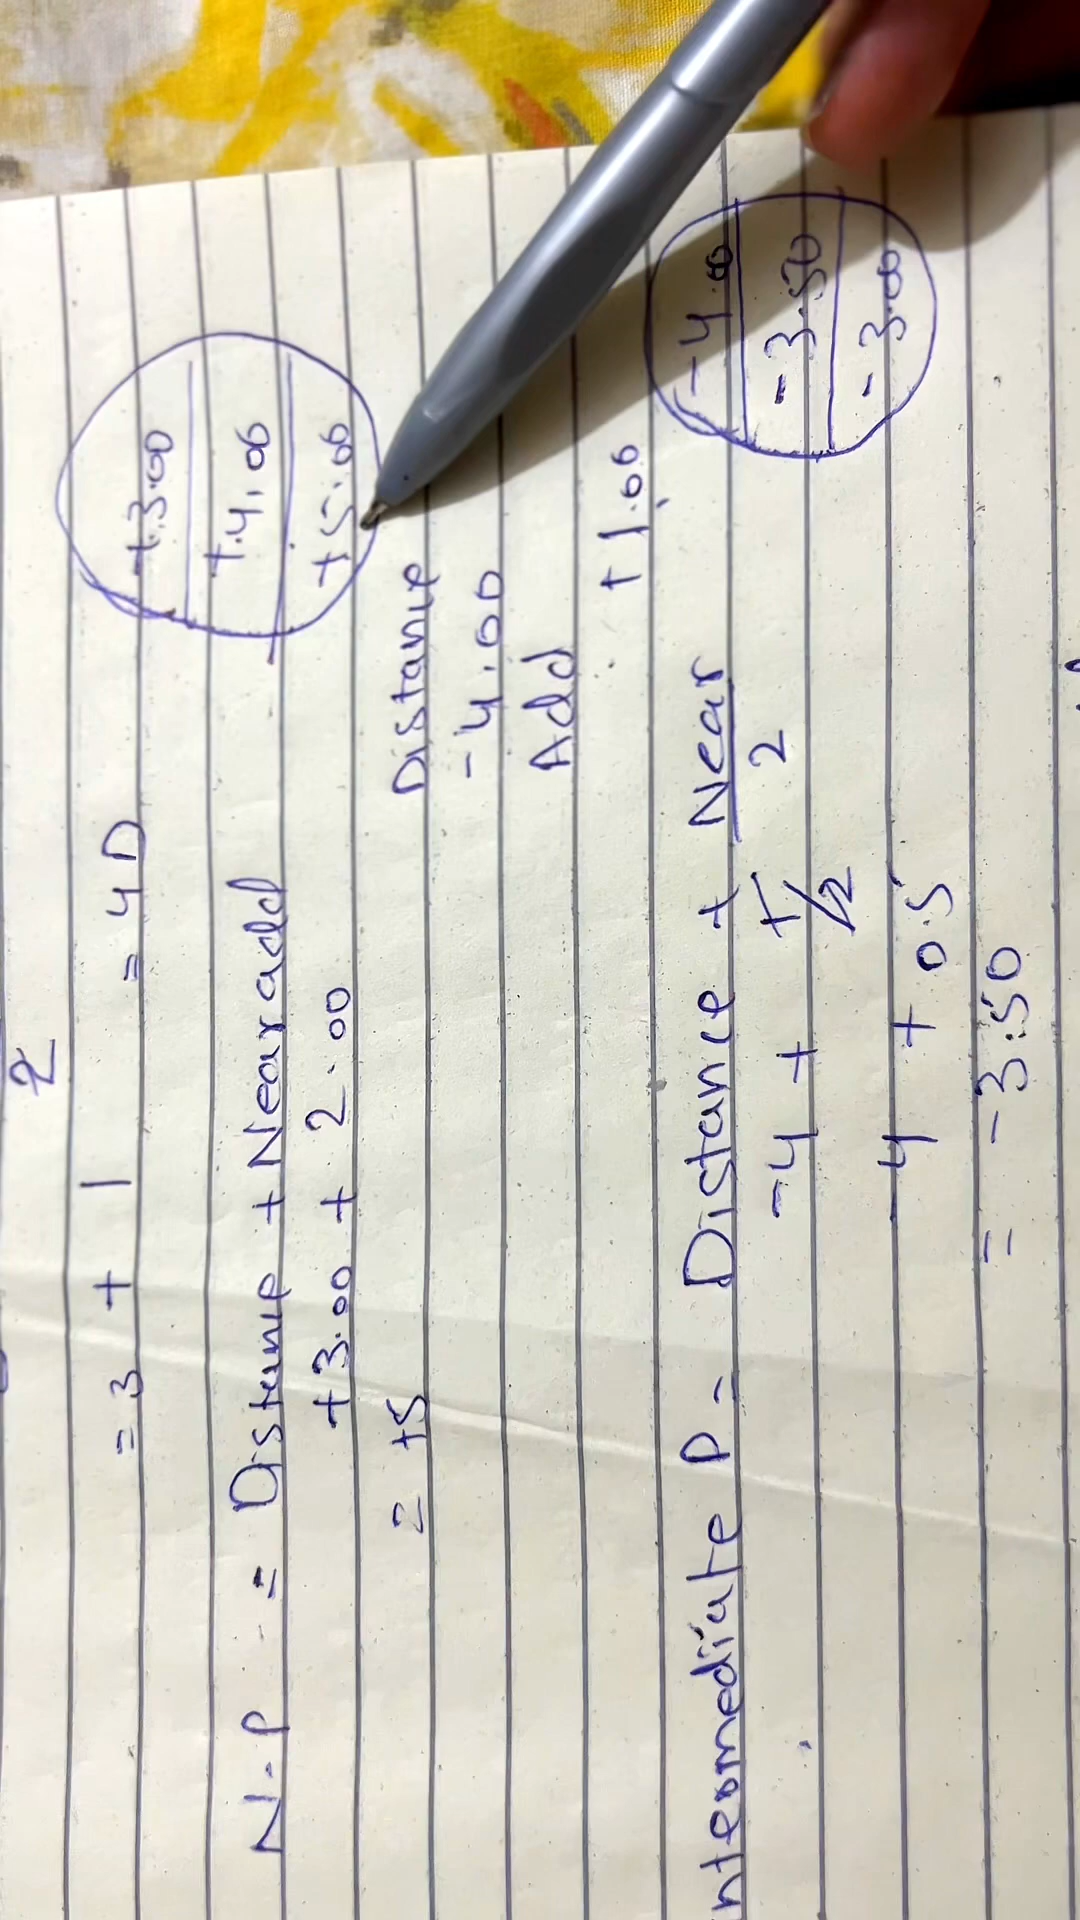 2
= 3 + 1 = 4D
+3.00
+4.00
+5.00
N.P = Distance + Near add
+3.00 + 2.00
= +5
Distance
-4.00
Add
+1.00
Intermediate P = Distance + Near
2
-4 + 1/2
-4 + 0.5
= -3.50
-4.00
-3.50
-3.00